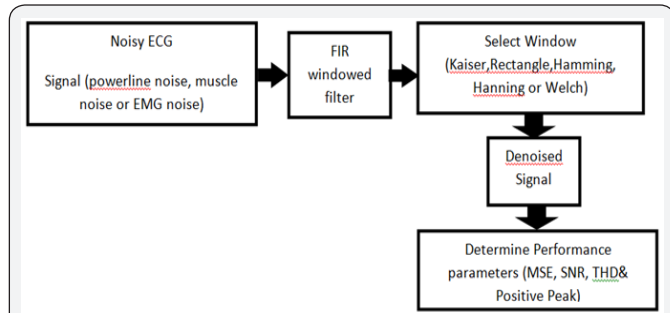 Noisy ECG
Signal (powerline noise, muscle
noise or EMG noise)
FIR
windowed
filter
Select Window
(Kaiser,Rectangle,Hamming,
Hanning or Welch)
Denoised
Signal
Determine Performance
parameters (MSE, SNR, THD&
Positive Peak)